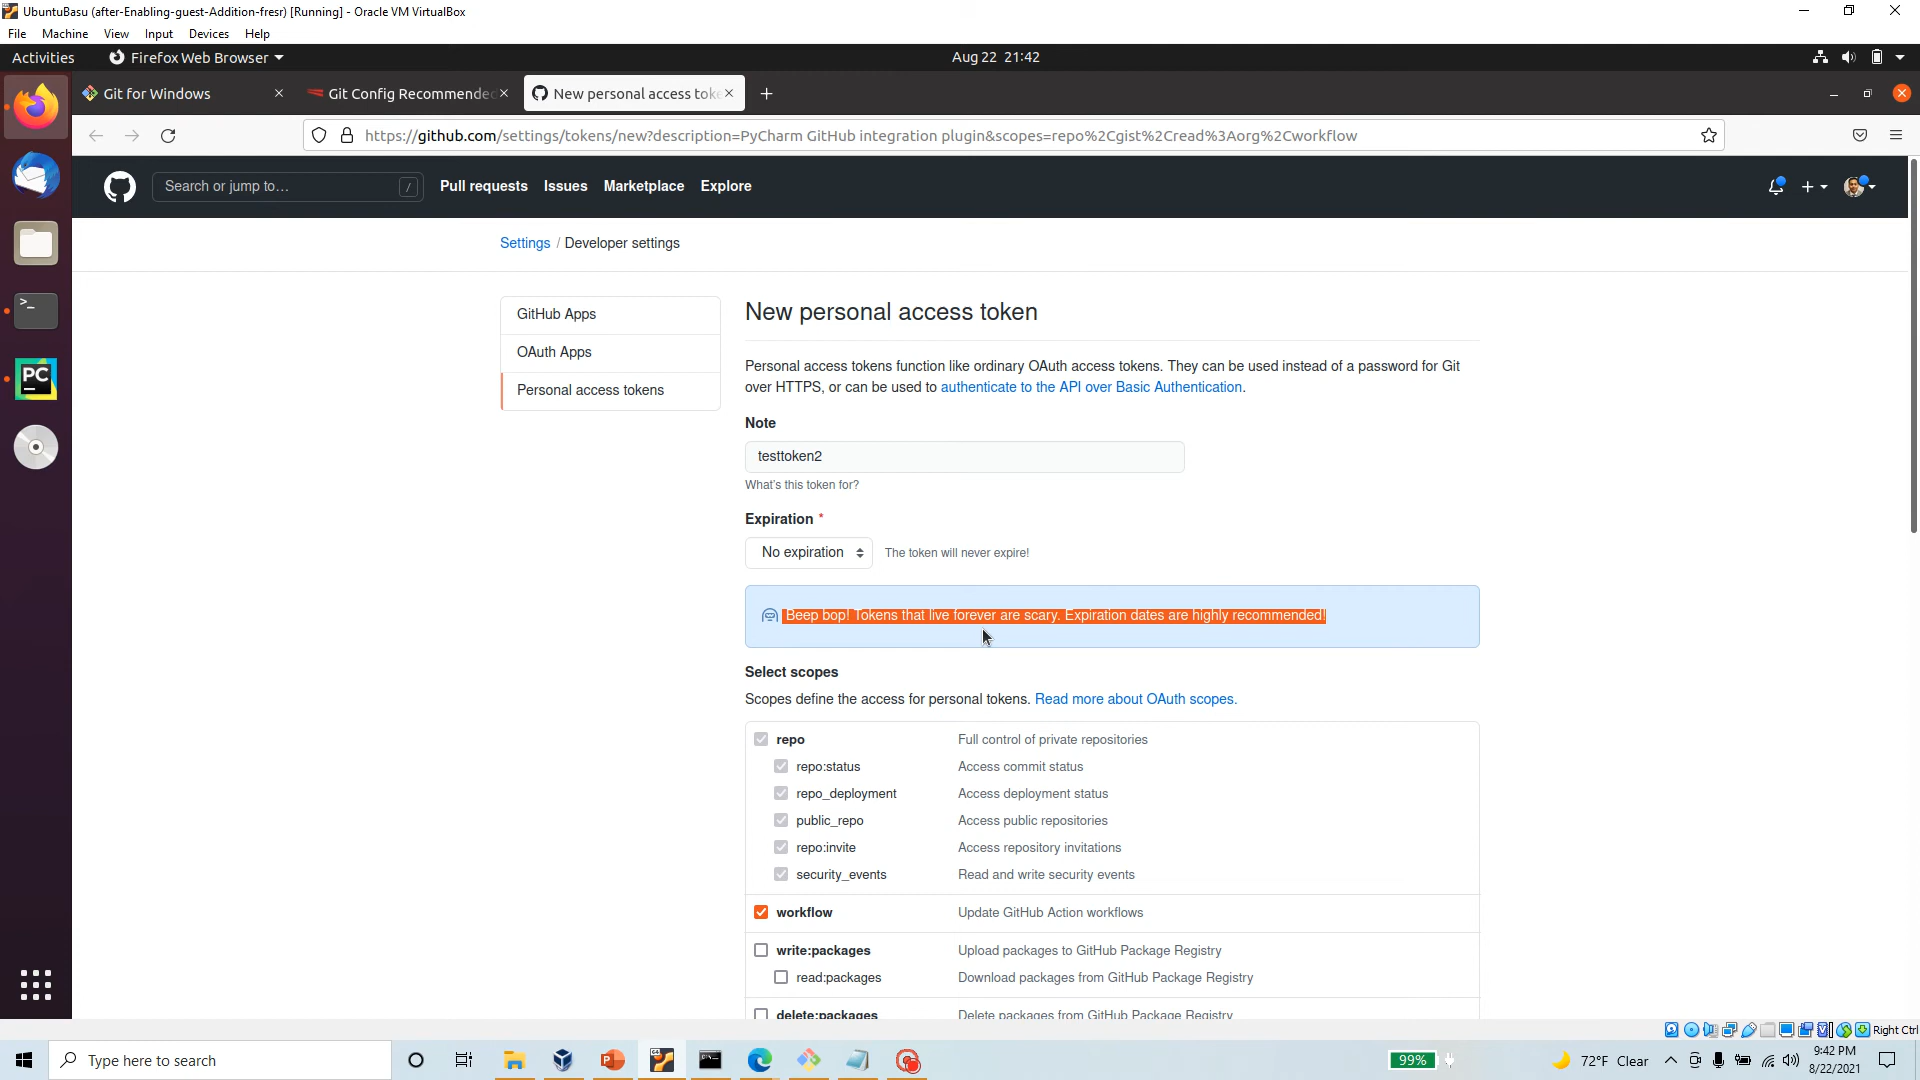 UbuntuBasu (after-Enabling-guest-Addition-fresr) [Running] - Oracle VM VirtualBox
File Machine View Input Devices Help
Activities Firefox Web Browser Aug 22 21:42
Git for Windows Git Config Recommended New personal access toke
https://github.com/settings/tokens/new?description=PyCharm GitHub integration plugin&scopes=repo%2Cgist%2Cread%3Aorg%2Cworkflow
Search or jump to… / Pull requests Issues Marketplace Explore
Settings / Developer settings
GitHub Apps
OAuth Apps
Personal access tokens
New personal access token
Personal access tokens function like ordinary OAuth access tokens. They can be used instead of a password for Git
over HTTPS, or can be used to authenticate to the API over Basic Authentication.
Note
testtoken2
What's this token for?
Expiration *
No expiration The token will never expire!
Beep bop! Tokens that live forever are scary. Expiration dates are highly recommended!
Select scopes
Scopes define the access for personal tokens. Read more about OAuth scopes.
repo Full control of private repositories
repo:status Access commit status
repo_deployment Access deployment status
public_repo Access public repositories
repo:invite Access repository invitations
security_events Read and write security events
workflow Update GitHub Action workflows
write:packages Upload packages to GitHub Package Registry
read:packages Download packages from GitHub Package Registry
delete:packages Delete packages from GitHub Package Registry
Right Ctrl
Type here to search 99% 72°F Clear 9:42 PM
8/22/2021